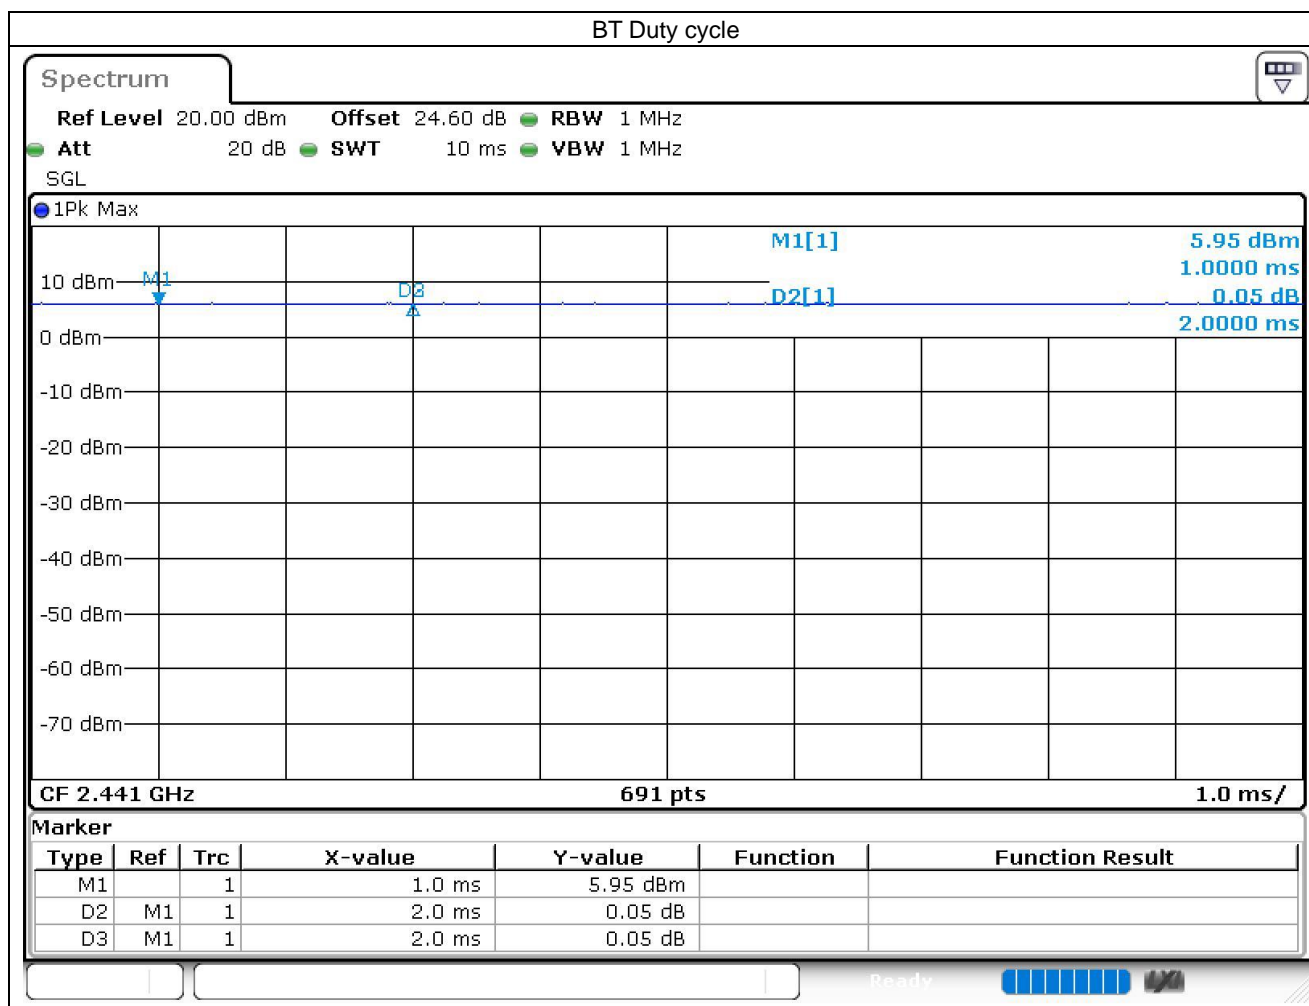 BT Duty cycle
Spectrum
Ref Level 20.00 dBm Offset 24.60 dB RBW 1 MHz
Att 20 dB SWT 10 ms VBW 1 MHz
SGL
1Pk Max
M1[1] 5.95 dBm
1.0000 ms
10 dBm
M1
D2[1] 0.05 dB
2.0000 ms
0 dBm
-10 dBm
-20 dBm
-30 dBm
-40 dBm
-50 dBm
-60 dBm
-70 dBm
CF 2.441 GHz 691 pts 1.0 ms/
Marker
Type Ref Trc X-value Y-value Function Function Result
M1 1 1.0 ms 5.95 dBm
D2 M1 1 2.0 ms 0.05 dB
D3 M1 1 2.0 ms 0.05 dB
Ready